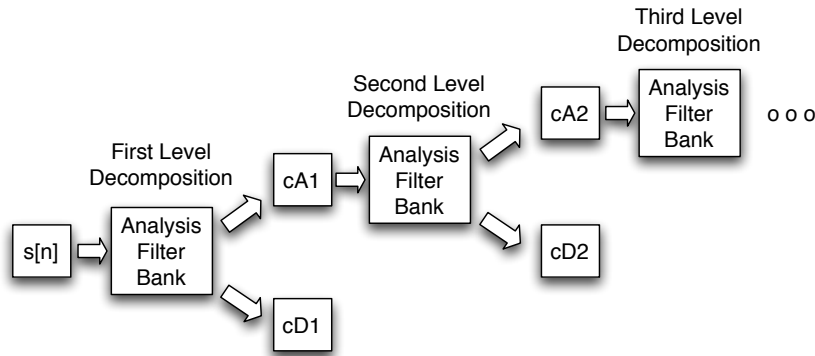 Third Level
Decomposition
Second Level
Decomposition
cA2
Analysis
Filter
Bank
o o o
First Level
Decomposition
cA1
Analysis
Filter
Bank
s[n]
Analysis
Filter
Bank
cD2
cD1